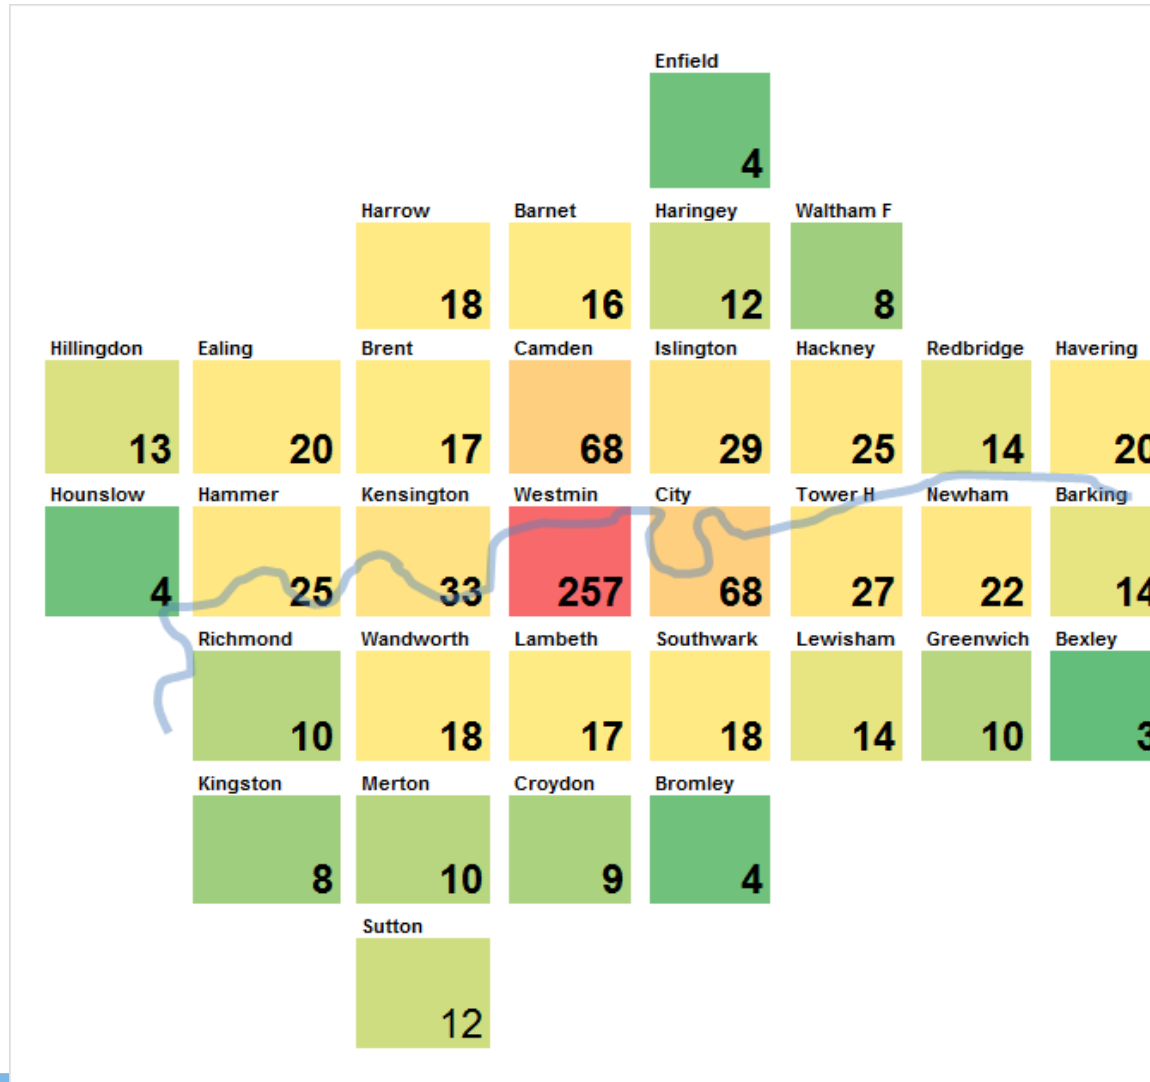 Enfield
4
Harrow Barnet Haringey Waltham F
18 16 12 8
Hillingdon Ealing Brent Camden Islington Hackney Redbridge Havering
13 20 17 68 29 25 14 20
Hounslow Hammer Kensington Westmin City Tower H Newham Barking
4 25 33 257 68 27 22 14
Richmond Wandworth Lambeth Southwark Lewisham Greenwich Bexley
10 18 17 18 14 10 3
Kingston Merton Croydon Bromley
8 10 9 4
Sutton
12